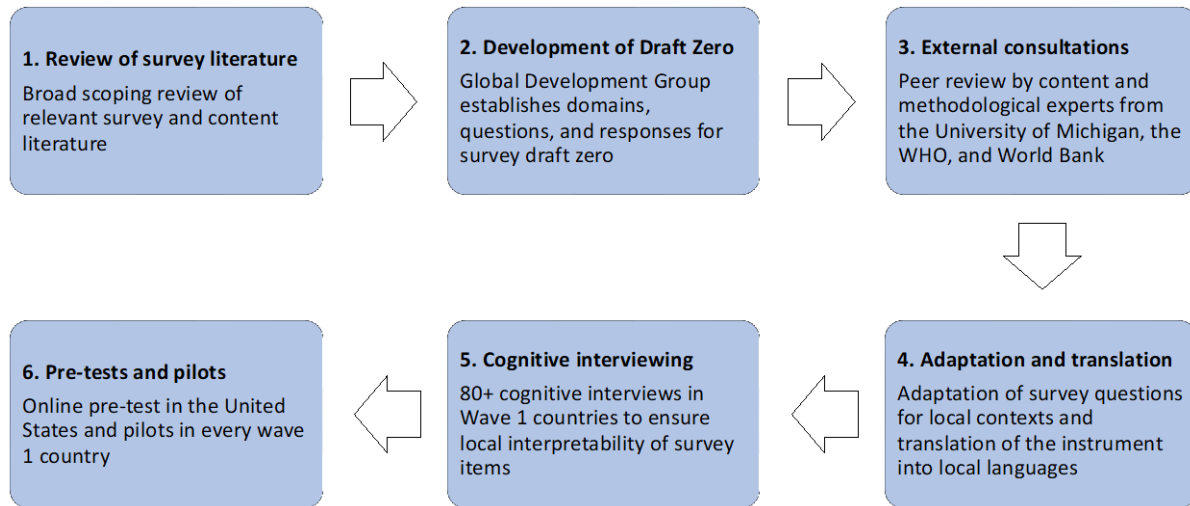 1. Review of survey literature
Broad scoping review of
relevant survey and content
literature
2. Development of Draft Zero
Global Development Group
establishes domains,
questions, and responses for
survey draft zero
3. External consultations
Peer review by content and
methodological experts from
the University of Michigan, the
WHO, and World Bank
4. Adaptation and translation
Adaptation of survey questions
for local contexts and
translation of the instrument
into local languages
5. Cognitive interviewing
80+ cognitive interviews in
Wave 1 countries to ensure
local interpretability of survey
items
6. Pre-tests and pilots
Online pre-test in the United
States and pilots in every wave
1 country